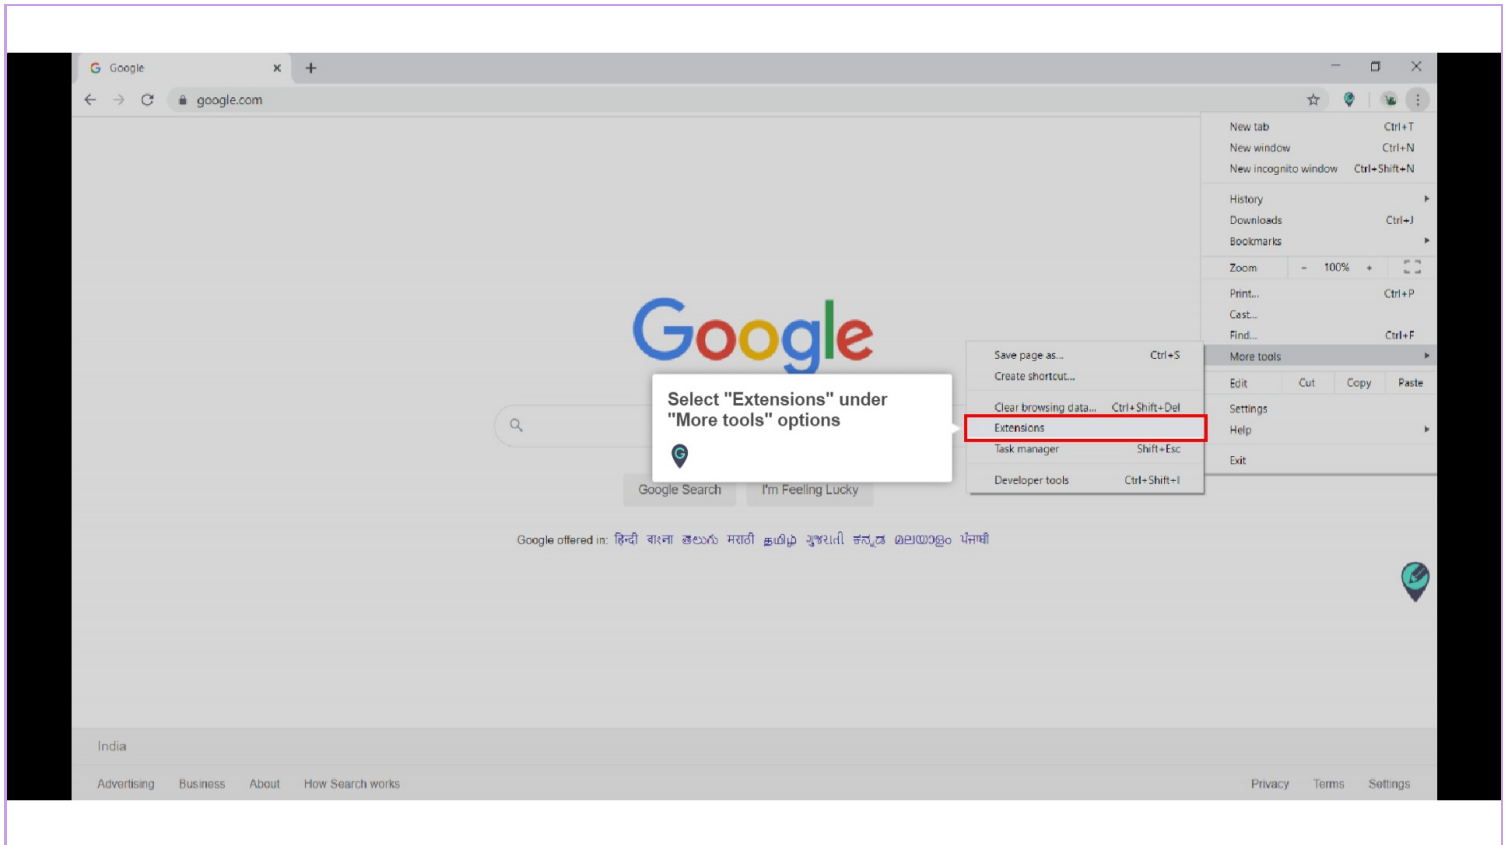 Google
google.com
New tab Ctrl+T
New window Ctrl+N
New incognito window Ctrl+Shift+N
History
Downloads Ctrl+J
Bookmarks
Zoom - 100% +
Print... Ctrl+P
Cast...
Find... Ctrl+F
More tools
Edit Cut Copy Paste
Settings
Help
Exit
Save page as... Ctrl+S
Create shortcut...
Clear browsing data... Ctrl+Shift+Del
Extensions
Task manager Shift+Esc
Developer tools Ctrl+Shift+I
Google
Select "Extensions" under
"More tools" options
Google Search I'm Feeling Lucky
Google offered in: हिन्दी বাংলা తెలుగు मराठी தமிழ் ગુજરાતી ಕನ್ನಡ മലയാളം ਪੰਜਾਬੀ
India
Advertising Business About How Search works Privacy Terms Settings